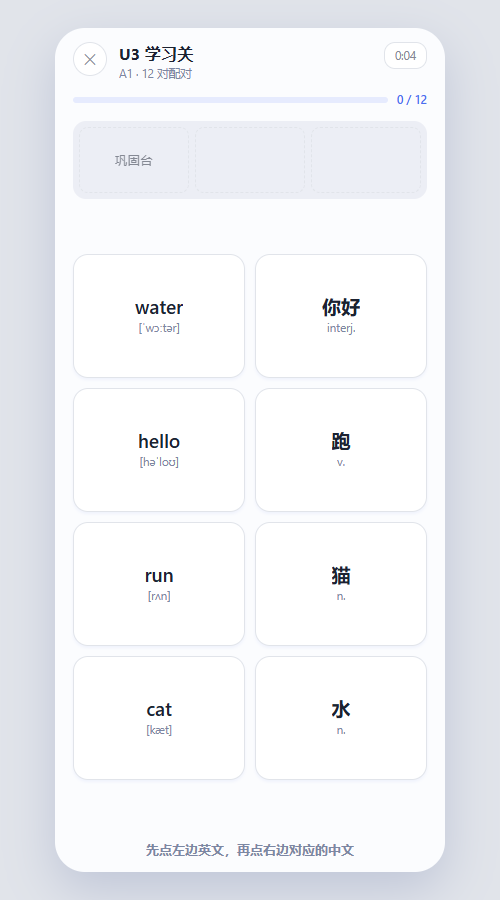 U3 学习关
0:04
A1 · 12 对配对
0 / 12
巩固台
water
[ˈwɔːtər]
你好
interj.
hello
[həˈloʊ]
跑
v.
run
[rʌn]
猫
n.
cat
[kæt]
水
n.
先点左边英文，再点右边对应的中文